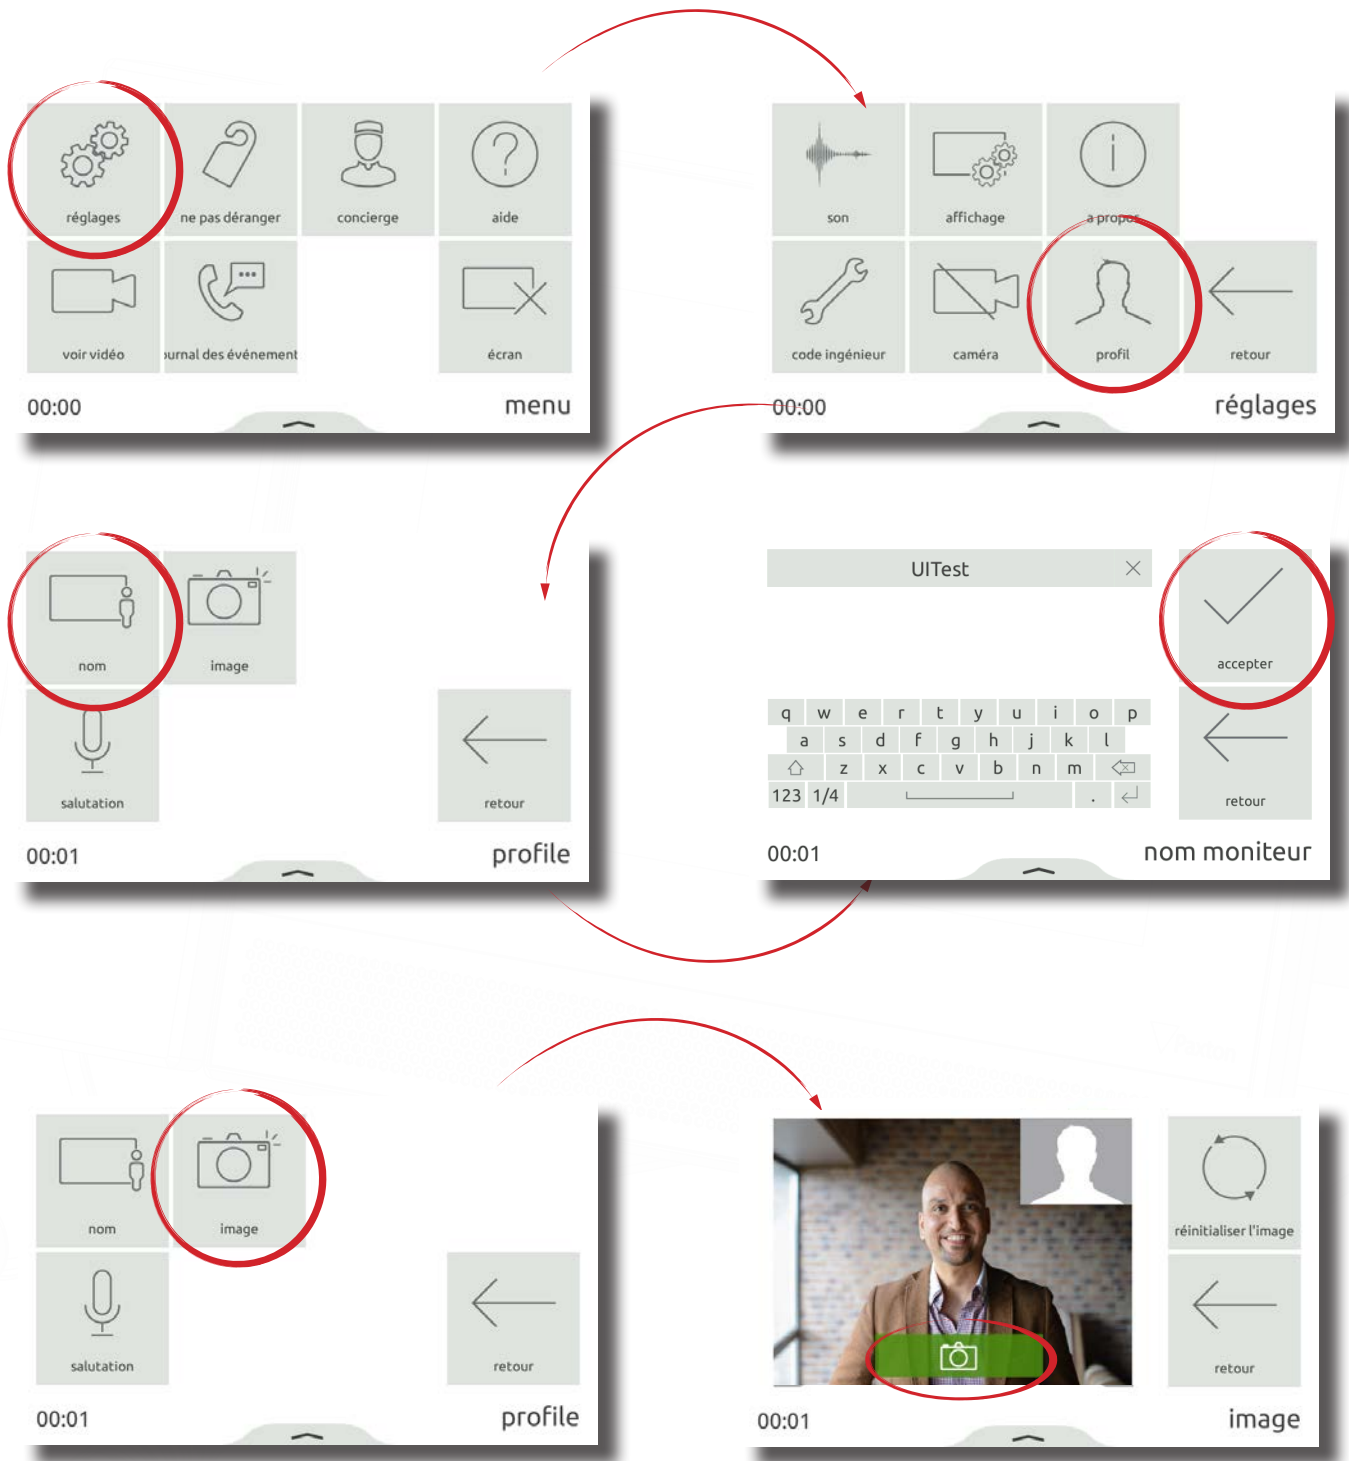 réglages
ne pas déranger
concierge
aide
voir vidéo
urnal des événement
écran
00:00
menu
son
affichage
a propos
code ingénieur
caméra
profil
retour
00:00
réglages
nom
image
salutation
retour
00:01
profile
UITest
accepter
q w e r t y u i o p
a s d f g h j k l
z x c v b n m
123 1/4 .
retour
00:01
nom moniteur
nom
image
salutation
retour
00:01
profile
réinitialiser l'image
retour
00:01
image